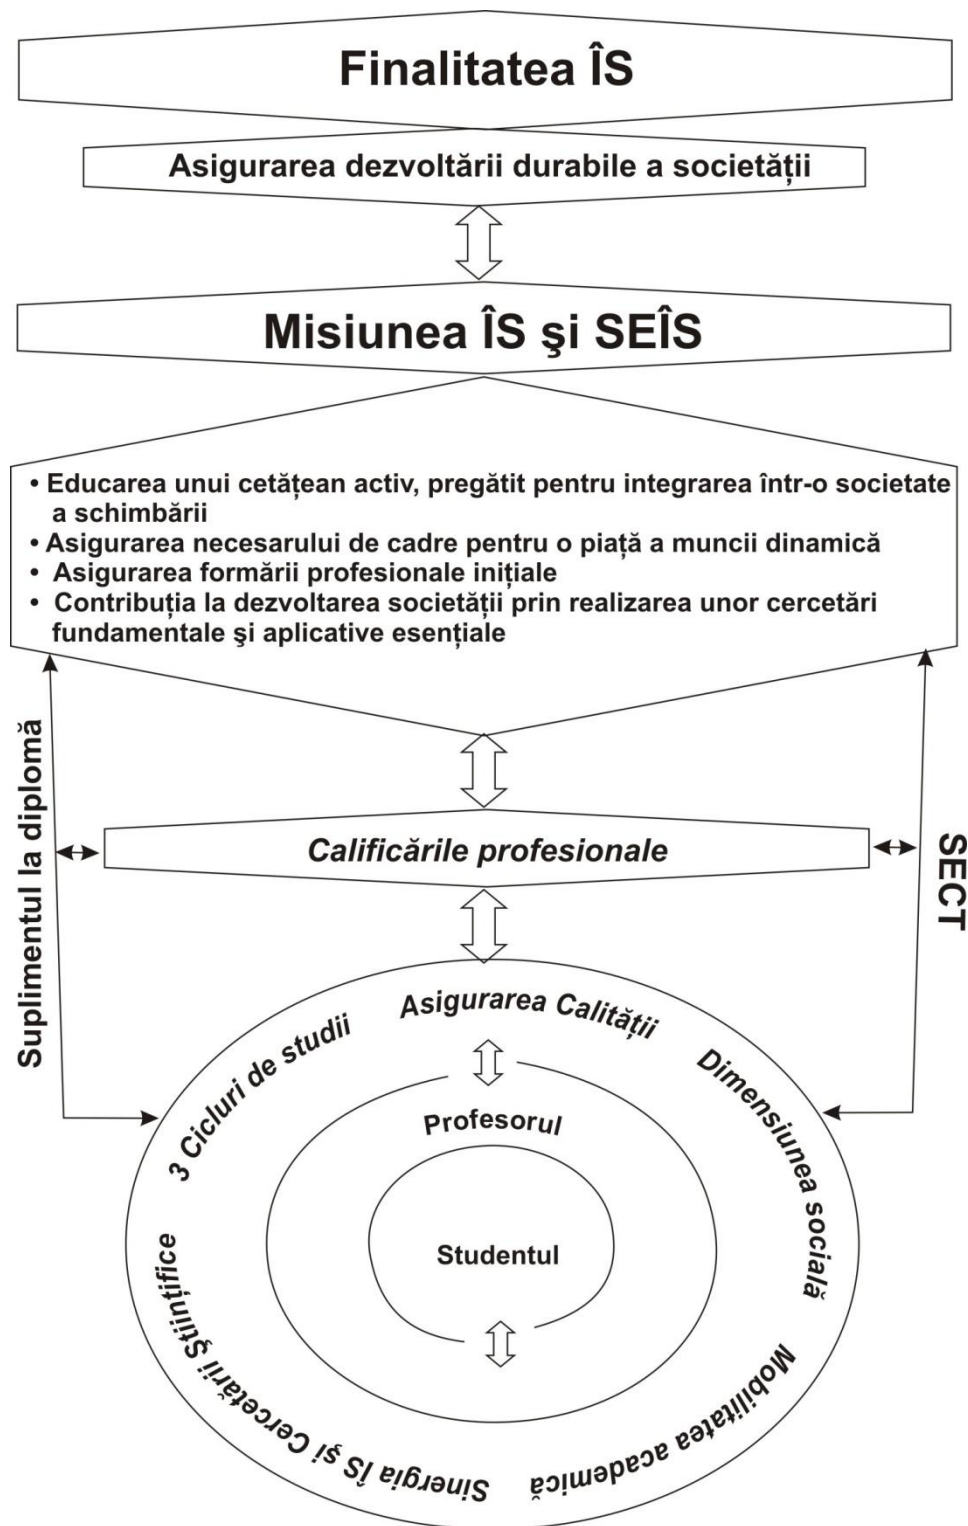 Finalitatea ÎS
Asigurarea dezvoltării durabile a societății
Misiunea ÎS şi SEÎS
• Educarea unui cetățean activ, pregătit pentru integrarea într-o societate
a schimbării
• Asigurarea necesarului de cadre pentru o piață a muncii dinamică
• Asigurarea formării profesionale inițiale
• Contribuția la dezvoltarea societății prin realizarea unor cercetări
fundamentale şi aplicative esențiale
Suplimentul la diplomă
SECT
Calificările profesionale
Asigurarea Calității
3 Cicluri de studii
Dimensiunea socială
Profesorul
Studentul
Sinergia ÎS şi Cercetării Ştiințifice
Mobilitatea academică